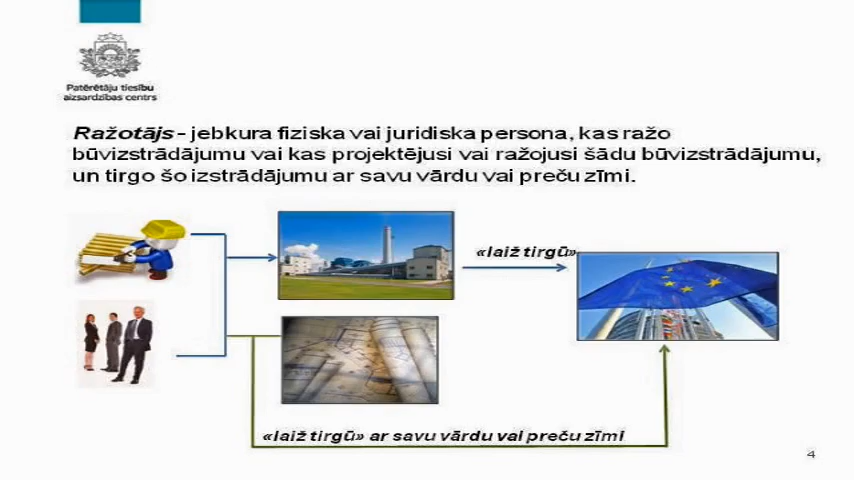 Patērētāju tiesību
aizsardzības centrs
Ražotājs - jebkura fiziska vai juridiska persona, kas ražo
būvizstrādājumu vai kas projektējusi vai ražojusi šādu būvizstrādājumu,
un tirgo šo izstrādājumu ar savu vārdu vai preču zīmi.
«laiž tirgū»
«laiž tirgū» ar savu vārdu vai preču zīmi
4